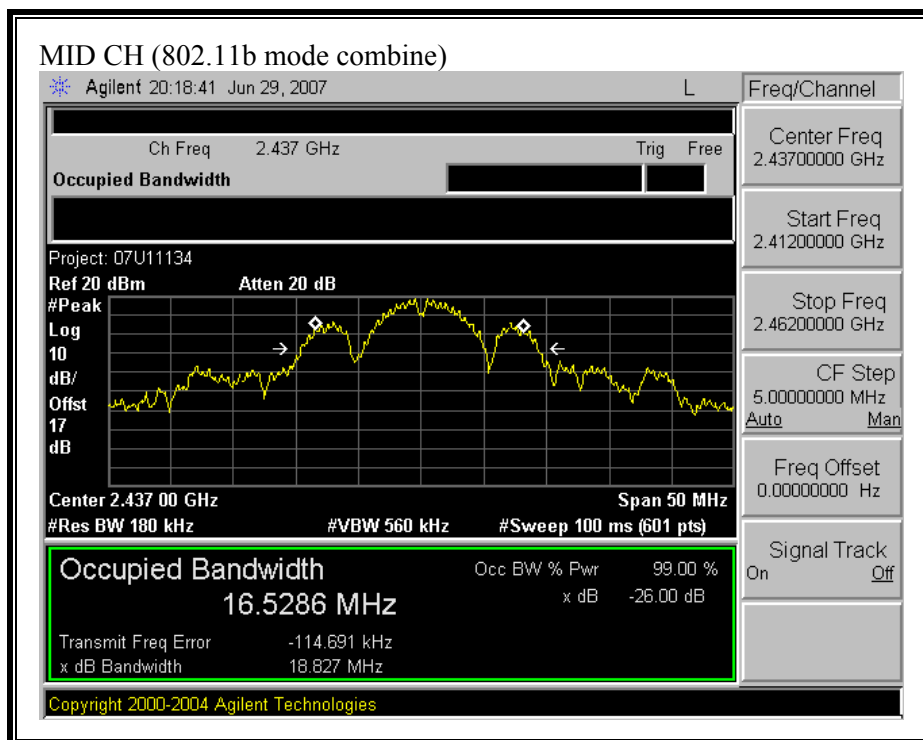 MID CH (802.11b mode combine)
Agilent 20:18:41 Jun 29, 2007 L
Freq/Channel
Ch Freq 2.437 GHz Trig Free
Occupied Bandwidth
Center Freq
2.43700000 GHz
Start Freq
2.41200000 GHz
Stop Freq
2.46200000 GHz
CF Step
5.00000000 MHz
Auto Man
Freq Offset
0.00000000 Hz
Signal Track
On Off
Project: 07U11134
Ref 20 dBm Atten 20 dB
#Peak
Log
10
dB/
Offst
17
dB
Center 2.437 00 GHz Span 50 MHz
#Res BW 180 kHz #VBW 560 kHz #Sweep 100 ms (601 pts)
Occupied Bandwidth Occ BW % Pwr 99.00 %
16.5286 MHz x dB -26.00 dB
Transmit Freq Error -114.691 kHz
x dB Bandwidth 18.827 MHz
Copyright 2000-2004 Agilent Technologies